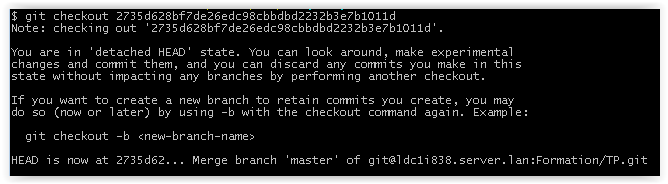 $ git checkout 2735d628bf7de26edc98cbbdbd2232b3e7b1011d
Note: checking out '2735d628bf7de26edc98cbbdbd2232b3e7b1011d'.
You are in 'detached HEAD' state. You can look around, make experimental
changes and commit them, and you can discard any commits you make in this
state without impacting any branches by performing another checkout.
If you want to create a new branch to retain commits you create, you may
do so (now or later) by using -b with the checkout command again. Example:
git checkout -b <new-branch-name>
HEAD is now at 2735d62... Merge branch 'master' of git@ldc1i838.server.lan:Formation/TP.git